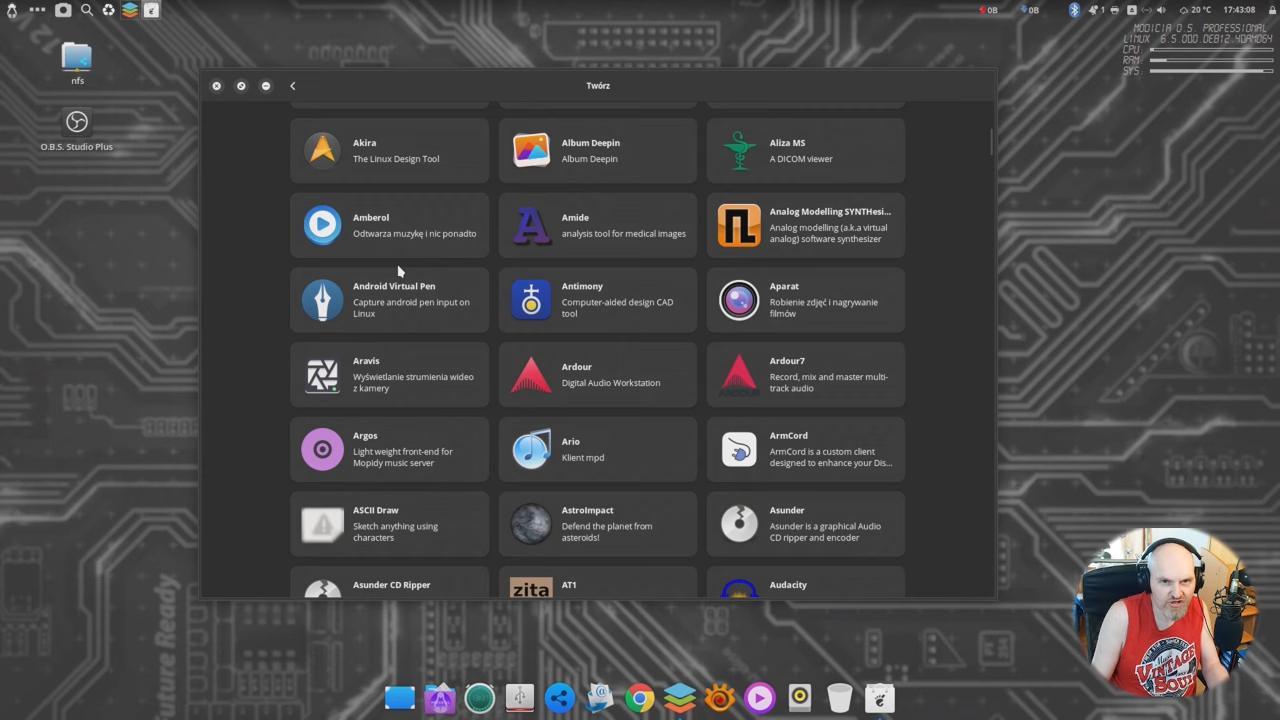 0B
0B
1
20 °C
17:43:08
MODICIA O.S. PROFESSIONAL
CPU:
RAM:
SYS:
nfs
O.B.S. Studio Plus
Twórz
Akira
The Linux Design Tool
Album Deepin
Album Deepin
Aliza MS
A DICOM viewer
Amberol
Odtwarza muzykę i nic ponadto
Amide
analysis tool for medical images
Analog Modelling SYNTHesi...
Analog modelling (a.k.a virtual
analog) software synthesizer
Android Virtual Pen
Capture android pen input on
Linux
Antimony
Computer-aided design CAD
tool
Aparat
Robienie zdjęć i nagrywanie
filmów
Aravis
Wyświetlanie strumienia wideo
z kamery
Ardour
Digital Audio Workstation
Ardour7
Record, mix and master multi-
track audio
ARDOUR
Argos
Light weight front-end for
Mopidy music server
Ario
Klient mpd
ArmCord
ArmCord is a custom client
designed to enhance your Dis...
ASCII Draw
Sketch anything using
characters
AstroImpact
Defend the planet from
asteroids!
Asunder
Asunder is a graphical Audio
CD ripper and encoder
Asunder CD Ripper
zita
AT1
Audacity
Future Ready
VINTAGE